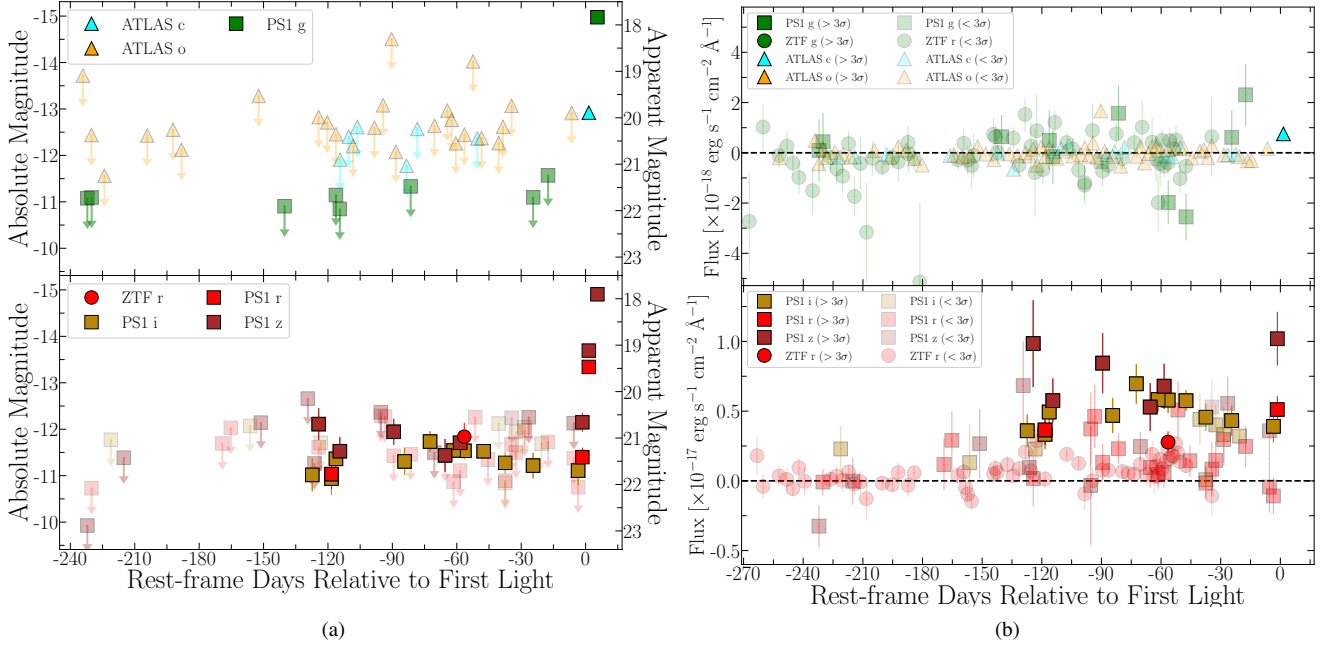 -15
-14
-13
-12
-11
-10
Absolute Magnitude
ATLAS c
ATLAS o
PS1 g
18
19
20
21
22
23
Apparent Magnitude
-15
-14
-13
-12
-11
-10
Absolute Magnitude
ZTF r
PS1 i
PS1 r
PS1 z
18
19
20
21
22
23
Apparent Magnitude
-240 -210 -180 -150 -120 -90 -60 -30 0
Rest-frame Days Relative to First Light
(a)
4
2
0
-2
-4
Flux [×10⁻¹⁸ erg s⁻¹ cm⁻² Å⁻¹]
PS1 g (> 3σ)
ZTF g (> 3σ)
ATLAS c (> 3σ)
ATLAS o (> 3σ)
PS1 g (< 3σ)
ZTF r (< 3σ)
ATLAS c (< 3σ)
ATLAS o (< 3σ)
1.0
0.5
0.0
-0.5
Flux [×10⁻¹⁷ erg s⁻¹ cm⁻² Å⁻¹]
PS1 i (> 3σ)
PS1 r (> 3σ)
PS1 z (> 3σ)
ZTF r (> 3σ)
PS1 i (< 3σ)
PS1 r (< 3σ)
PS1 z (< 3σ)
ZTF r (< 3σ)
-270 -240 -210 -180 -150 -120 -90 -60 -30 0
Rest-frame Days Relative to First Light
(b)